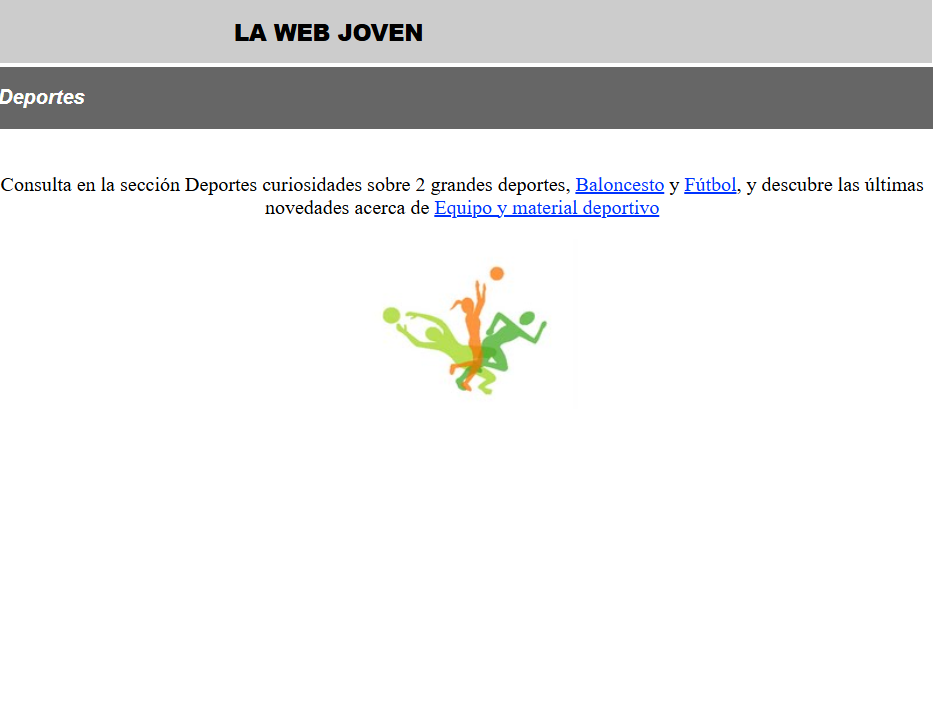 LA WEB JOVEN
Deportes
Consulta en la sección Deportes curiosidades sobre 2 grandes deportes, Baloncesto y Fútbol, y descubre las últimas
novedades acerca de Equipo y material deportivo